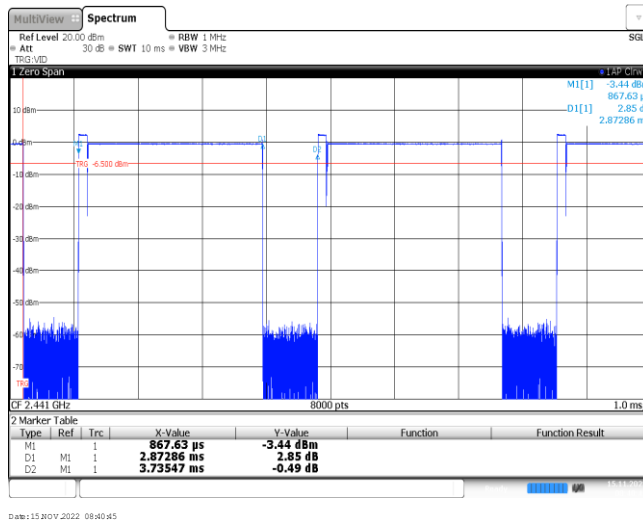 MultiView Spectrum
Ref Level 20.00 dBm RBW 1 MHz SGL
Att 30 dB SWT 10 ms VBW 3 MHz
TRG:VID
1 Zero Span 1AP Clrw
M1[1] -3.44 dBm
867.63 µs
D1[1] 2.85 d
2.87286 ms
10 dBm
0 dBm
M1
D1
D2
TRG -6.500 dBm
-10 dBm
-20 dBm
-30 dBm
-40 dBm
-50 dBm
-60 dBm
-70
TRG
CF 2.441 GHz 8000 pts 1.0 ms
2 Marker Table
Type Ref Trc X-Value Y-Value Function Function Result
M1 1 867.63 µs -3.44 dBm
D1 M1 1 2.87286 ms 2.85 dB
D2 M1 1 3.73547 ms -0.49 dB
Date: 15.NOV.2022 08:40:45